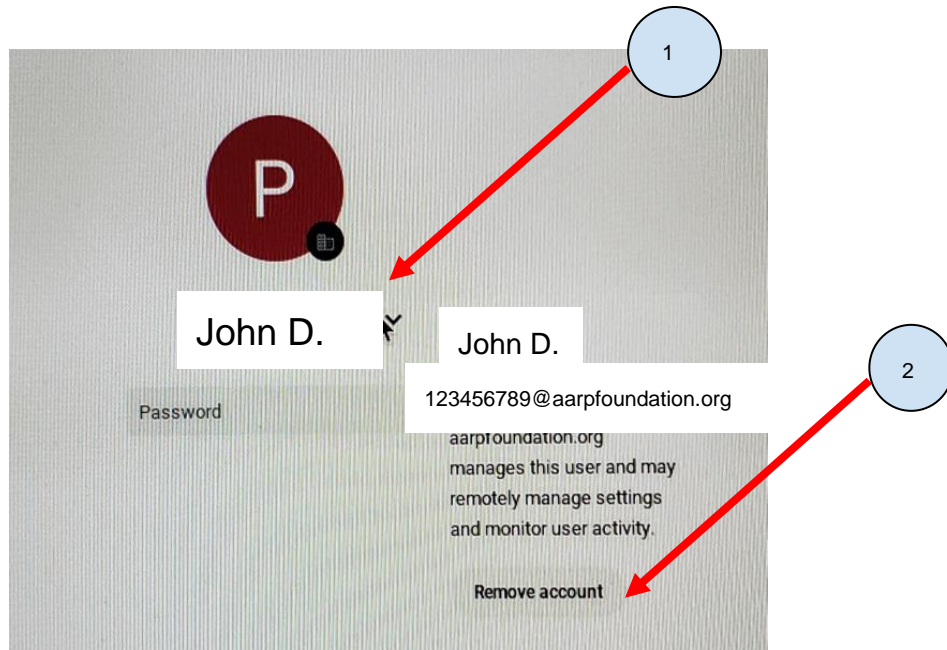 1
P
John D.
John D.
123456789@aarpfoundation.org
Password
aarpfoundation.org
manages this user and may
remotely manage settings
and monitor user activity.
Remove account
2